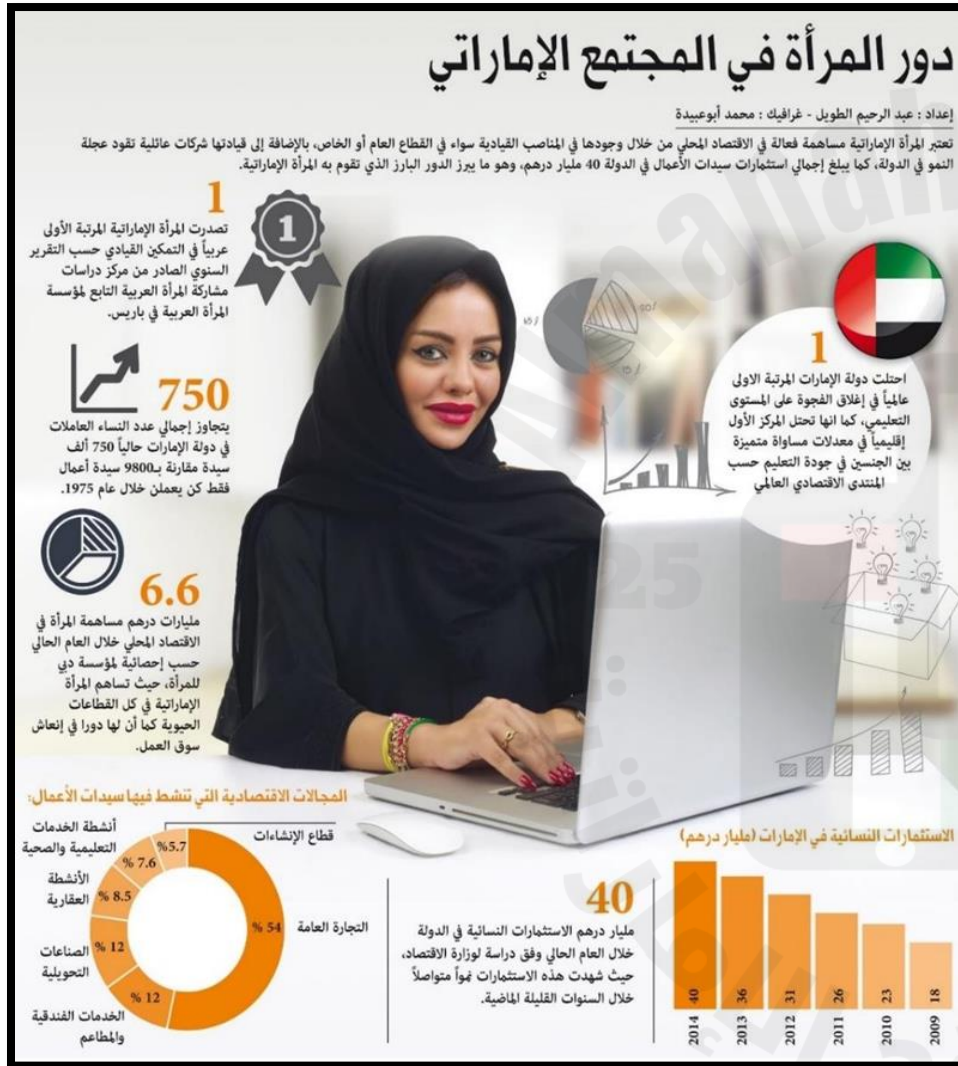 دور المرأة في المجتمع الإماراتي
إعداد : عبد الرحيم الطويل - غرافيك : محمد أبوعبيدة
تعتبر المرأة الإماراتية مساهمة فعالة في الاقتصاد المحلي من خلال وجودها في المناصب القيادية سواء في القطاع العام أو الخاص، بالإضافة إلى قيادتها شركات عائلية تقود عجلة
النمو في الدولة، كما يبلغ إجمالي استثمارات سيدات الأعمال في الدولة 40 مليار درهم، وهو ما يبرز الدور البارز الذي تقوم به المرأة الإماراتية.
1
احتلت دولة الإمارات المرتبة الاولى
عالمياً في إغلاق الفجوة على المستوى
التعليمي، كما انها تحتل المركز الأول
إقليمياً في معدلات مساواة متميزة
بين الجنسين في جودة التعليم حسب
المنتدى الاقتصادي العالمي
1
1
تصدرت المرأة الإماراتية المرتبة الأولى
عربياً في التمكين القيادي حسب التقرير
السنوي الصادر من مركز دراسات
مشاركة المرأة العربية التابع لمؤسسة
المرأة العربية في باريس.
750
يتجاوز إجمالي عدد النساء العاملات
في دولة الإمارات حالياً 750 ألف
سيدة مقارنة بـ9800 سيدة أعمال
فقط كن يعملن خلال عام 1975.
6.6
مليارات درهم مساهمة المرأة في
الاقتصاد المحلي خلال العام الحالي
حسب إحصائية لمؤسسة دبي
للمرأة، حيث تساهم المرأة
الإماراتية في كل القطاعات
الحيوية كما أن لها دورا في إنعاش
سوق العمل.
الاستثمارات النسائية في الإمارات (مليار درهم)
18
23
26
31
36
40
2009
2010
2011
2012
2013
2014
40
مليار درهم الاستثمارات النسائية في الدولة
خلال العام الحالي وفق دراسة لوزارة الاقتصاد،
حيث شهدت هذه الاستثمارات نمواً متواصلاً
خلال السنوات القليلة الماضية.
المجالات الاقتصادية التي تنشط فيها سيدات الأعمال:
قطاع الإنشاءات
%5.7
أنشطة الخدمات
التعليمية والصحية
% 7.6
الأنشطة
العقارية
% 8.5
الصناعات
التحويلية
% 12
الخدمات الفندقية
والمطاعم
% 12
التجارة العامة
% 54